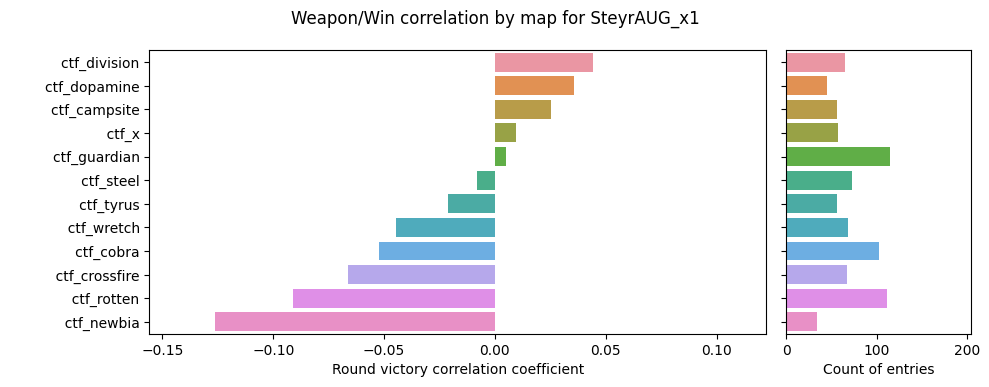 Weapon/Win correlation by map for SteyrAUG_x1
ctf_division
ctf_dopamine
ctf_campsite
ctf_x
ctf_guardian
ctf_steel
ctf_tyrus
ctf_wretch
ctf_cobra
ctf_crossfire
ctf_rotten
ctf_newbia
−0.15 −0.10 −0.05 0.00 0.05 0.10
Round victory correlation coefficient
0 100 200
Count of entries